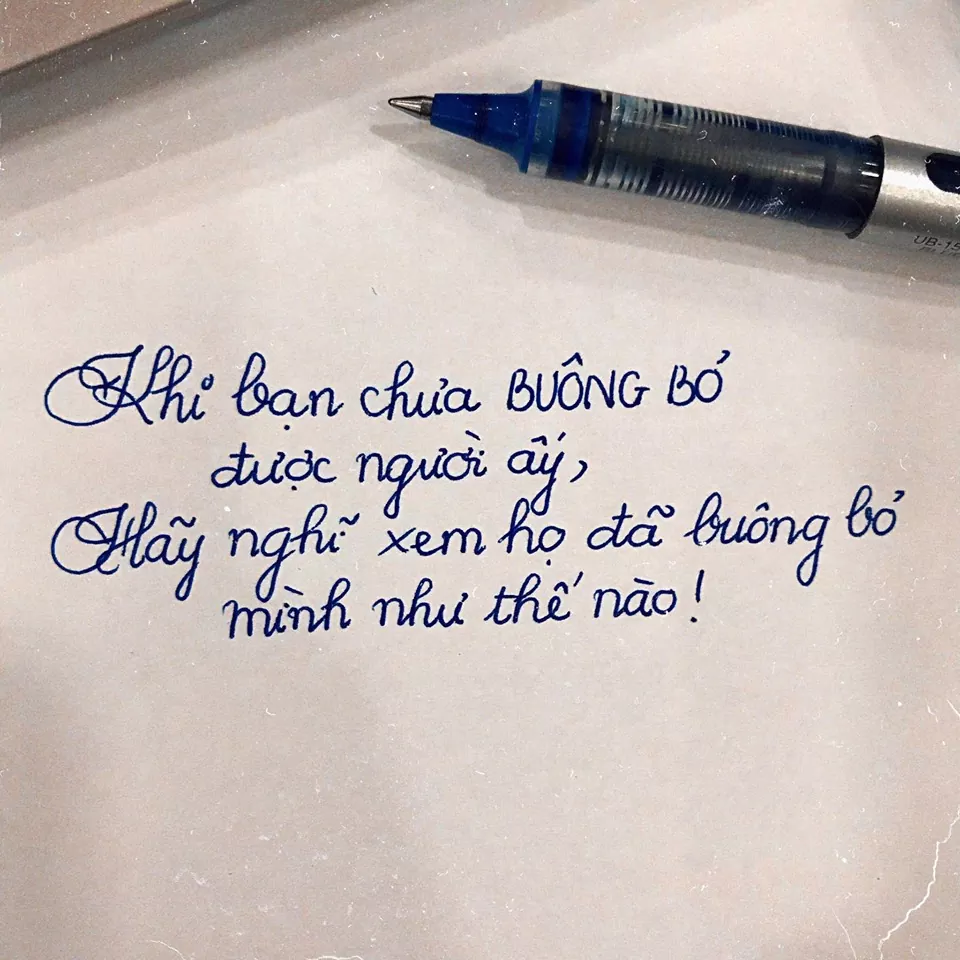 UB-15
Khi bạn chưa BUÔNG BỎ
được người ấy,
Hãy nghĩ xem họ đã buông bỏ
mình như thế nào!